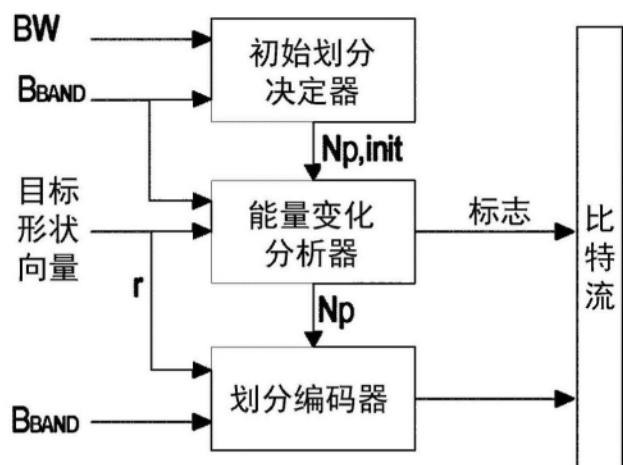 BW
初始划分
决定器
BBAND
Np,init
目标
形状
向量
能量变化
分析器
标志
比
特
流
r
Np
划分编码器
BBAND